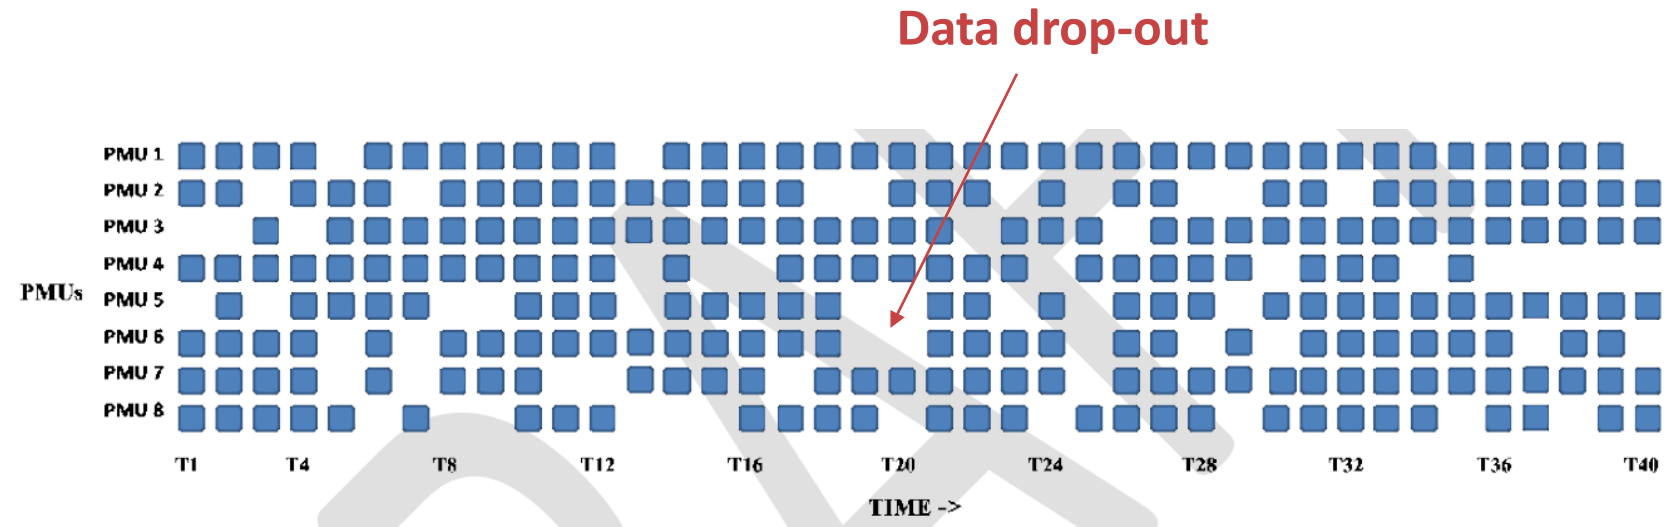 Data drop-out
PMU 1
PMU 2
PMU 3
PMU 4
PMUs
PMU 5
PMU 6
PMU 7
PMU 8
T1 T4 T8 T12 T16 T20 T24 T28 T32 T36 T40
TIME ->